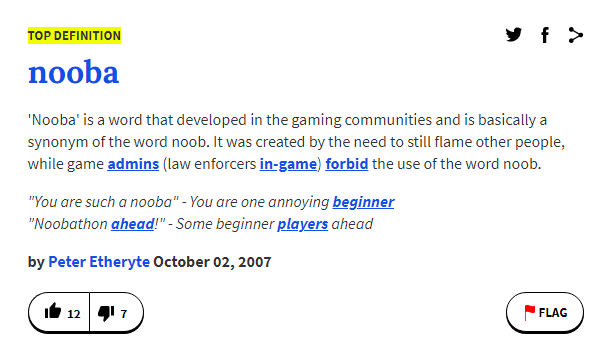 TOP DEFINITION
nooba
'Nooba' is a word that developed in the gaming communities and is basically a
synonym of the word noob. It was created by the need to still flame other people,
while game admins (law enforcers in-game) forbid the use of the word noob.
"You are such a nooba" - You are one annoying beginner
"Noobathon ahead!" - Some beginner players ahead
by Peter Etheryte October 02, 2007
12 7 FLAG